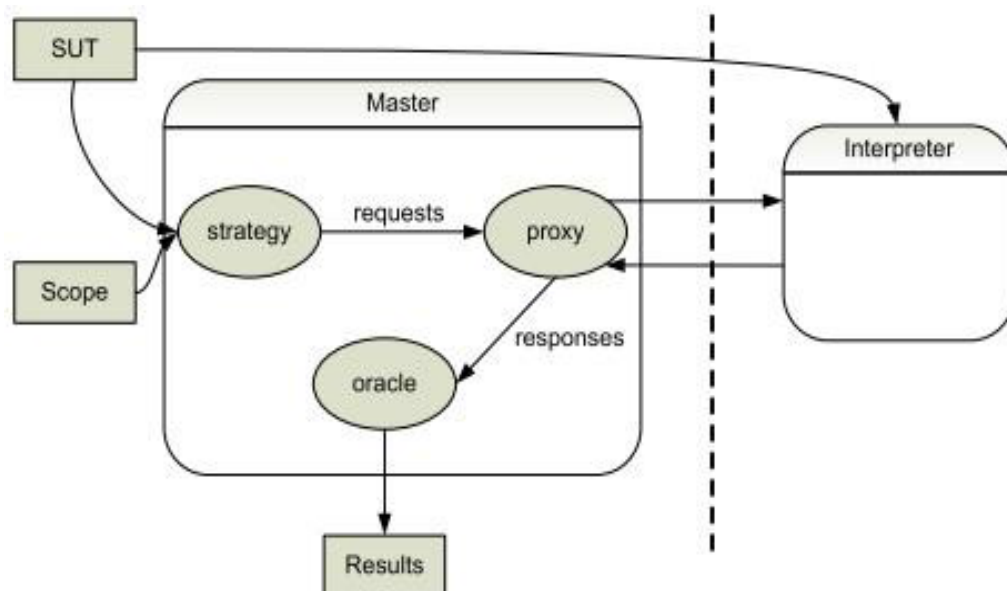 SUT
Master
Interpreter
strategy
requests
proxy
Scope
responses
oracle
Results